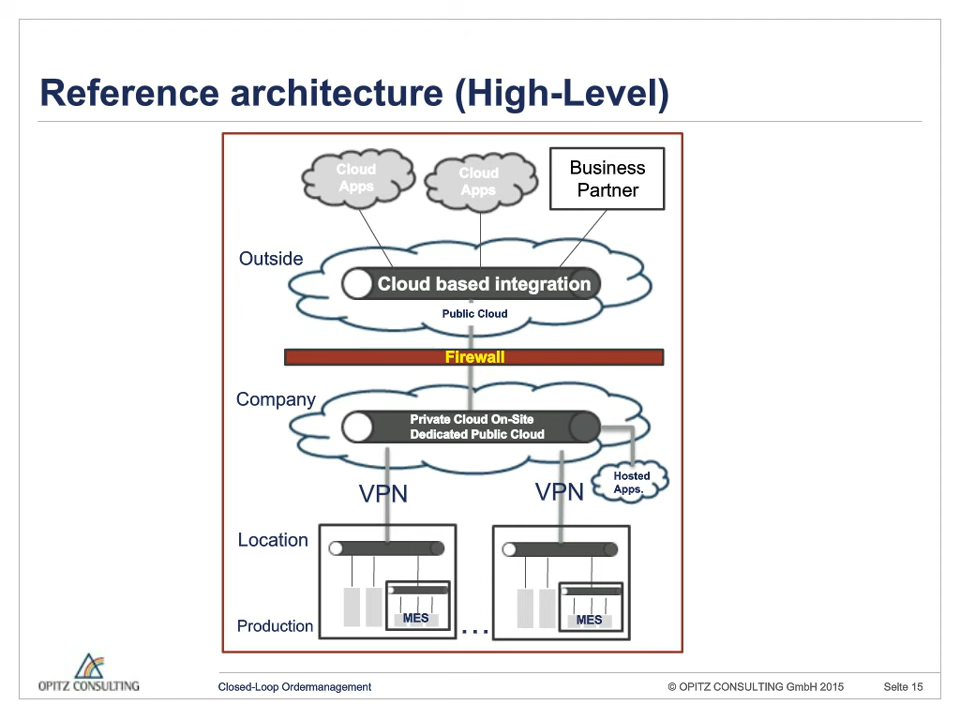 Reference architecture (High-Level)
Cloud
Apps
Cloud
Apps
Business
Partner
Outside
Cloud based integration
Public Cloud
Firewall
Company
Private Cloud On-Site
Dedicated Public Cloud
Hosted
Apps.
VPN
VPN
Location
Production
MES
...
MES
OPITZ CONSULTING
Closed-Loop Ordermanagement
© OPITZ CONSULTING GmbH 2015
Seite 15